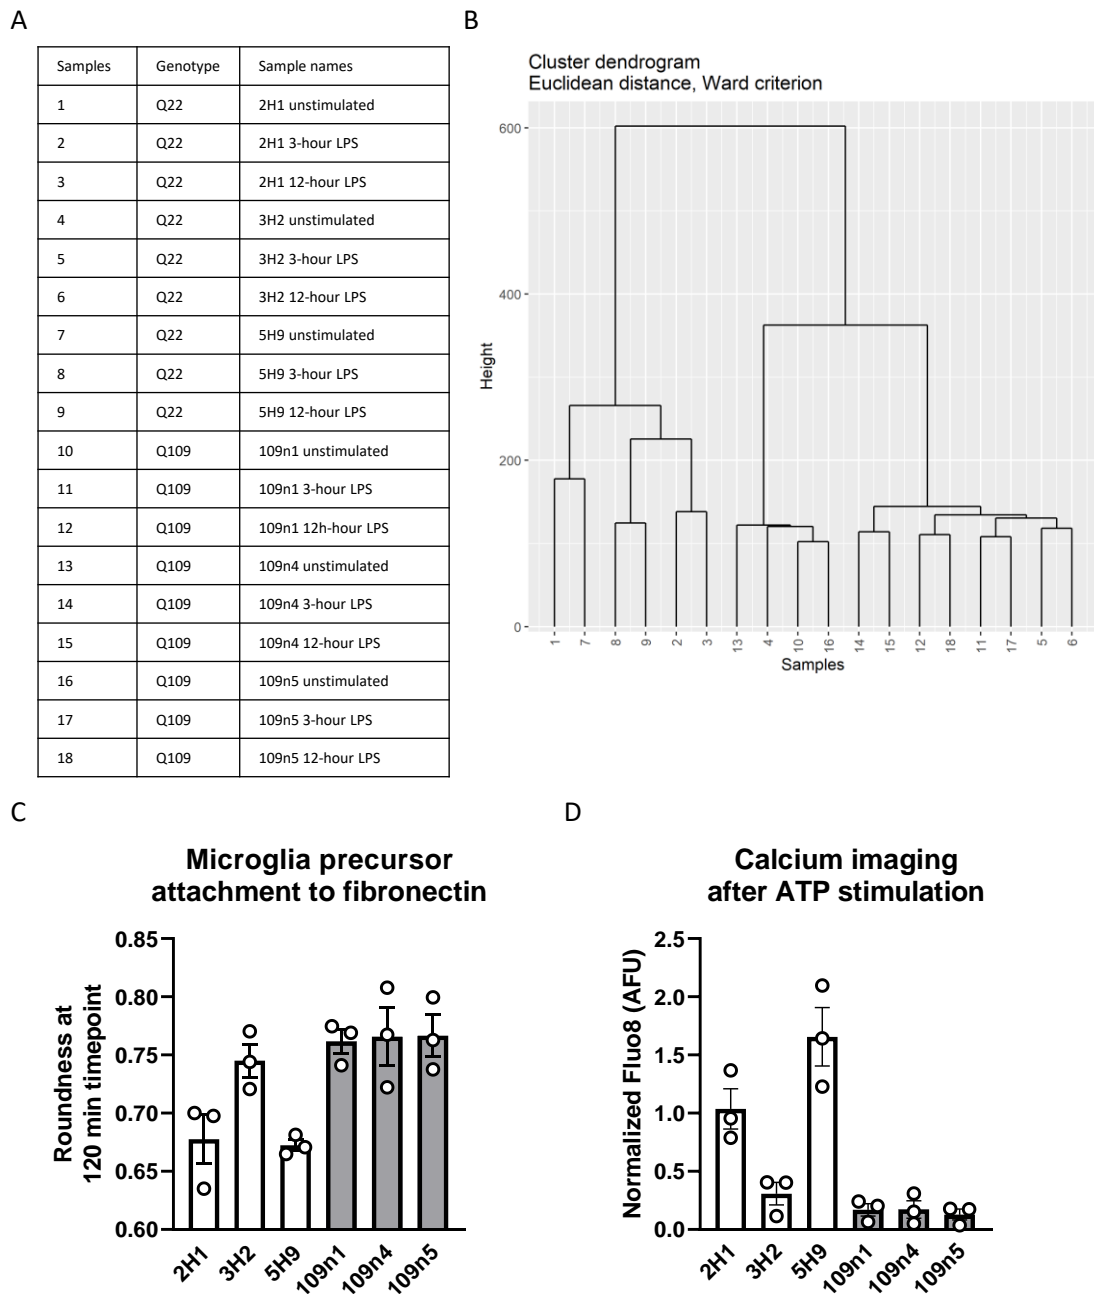 A
Samples Genotype Sample names
1 Q22 2H1 unstimulated
2 Q22 2H1 3-hour LPS
3 Q22 2H1 12-hour LPS
4 Q22 3H2 unstimulated
5 Q22 3H2 3-hour LPS
6 Q22 3H2 12-hour LPS
7 Q22 5H9 unstimulated
8 Q22 5H9 3-hour LPS
9 Q22 5H9 12-hour LPS
10 Q109 109n1 unstimulated
11 Q109 109n1 3-hour LPS
12 Q109 109n1 12h-hour LPS
13 Q109 109n4 unstimulated
14 Q109 109n4 3-hour LPS
15 Q109 109n4 12-hour LPS
16 Q109 109n5 unstimulated
17 Q109 109n5 3-hour LPS
18 Q109 109n5 12-hour LPS
B
Cluster dendrogram
Euclidean distance, Ward criterion
Height
600
400
200
0
1 7 8 9 2 3 13 4 10 16 14 15 12 18 11 17 5 6
Samples
C
Microglia precursor
attachment to fibronectin
Roundness at
120 min timepoint
0.85
0.80
0.75
0.70
0.65
0.60
2H1 3H2 5H9 109n1 109n4 109n5
D
Calcium imaging
after ATP stimulation
Normalized Fluo8 (AFU)
2.5
2.0
1.5
1.0
0.5
0.0
2H1 3H2 5H9 109n1 109n4 109n5